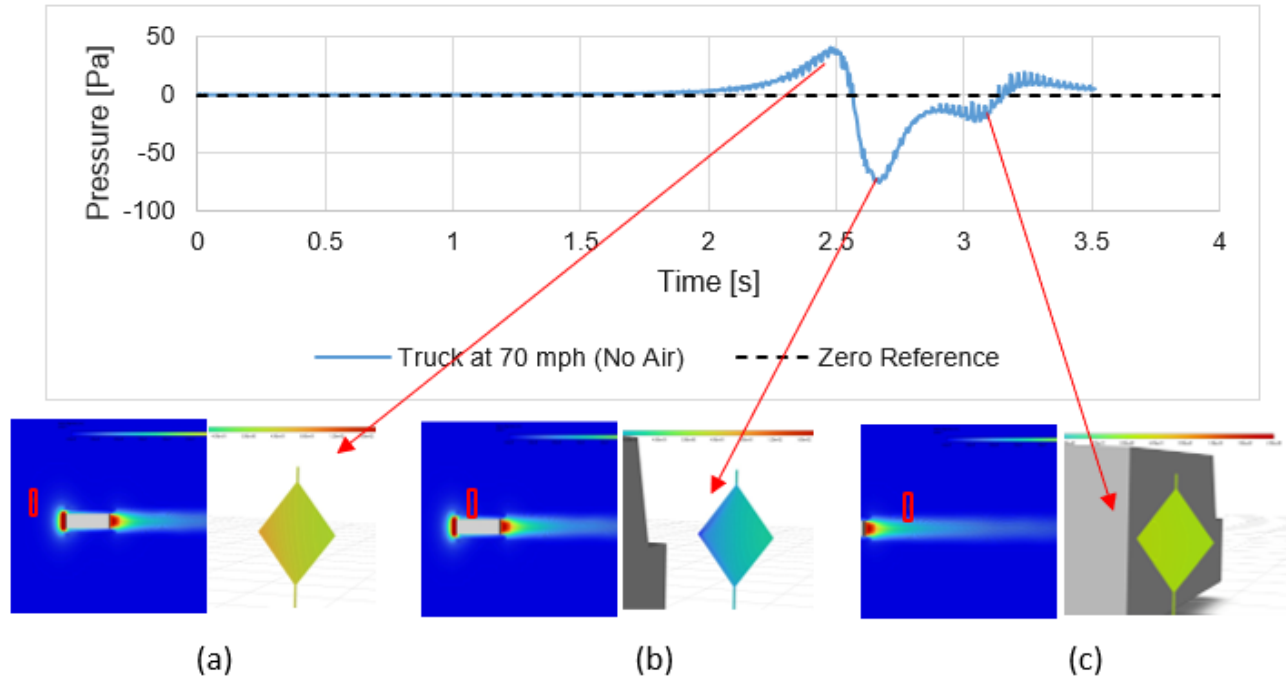 50
0
-50
-100
Pressure [Pa]
0 0.5 1 1.5 2 2.5 3 3.5 4
Time [s]
Truck at 70 mph (No Air) Zero Reference
(a) (b) (c)